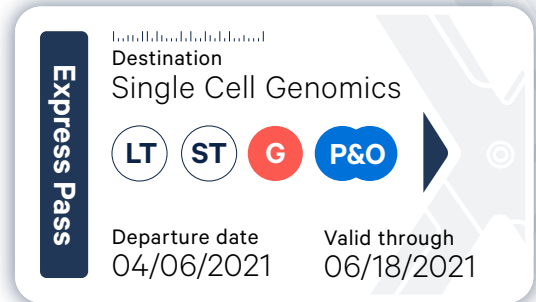 Express Pass
Destination
Single Cell Genomics
LT ST G P&O
Departure date Valid through
04/06/2021 06/18/2021